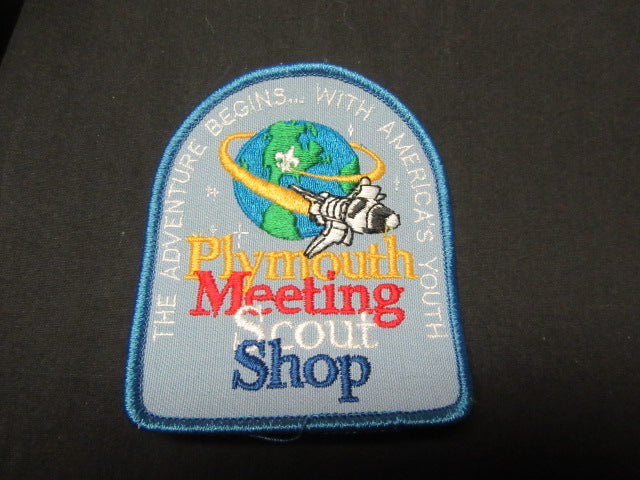 THE ADVENTURE BEGINS... WITH AMERICA'S YOUTH
Plymouth
Meeting
Scout
Shop